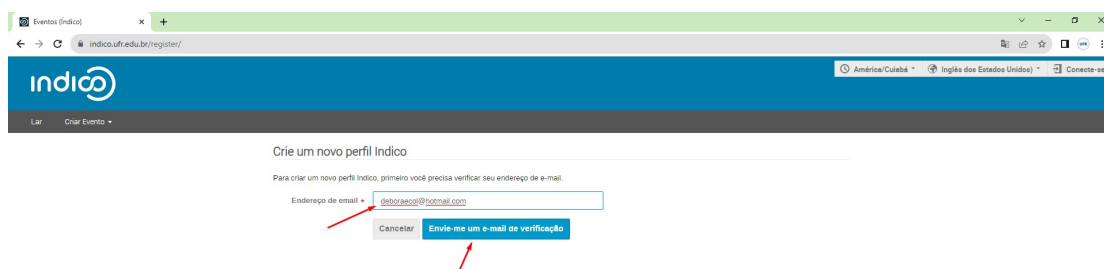 Eventos (Índico)
indico.ufr.edu.br/register/
indico
América/Cuiabá
Inglês dos Estados Unidos)
Conecte-se
Lar
Criar Evento
Crie um novo perfil Indico
Para criar um novo perfil Indico, primeiro você precisa verificar seu endereço de e-mail.
Endereço de email *
deboraecol@hotmail.com
Cancelar
Envie-me um e-mail de verificação